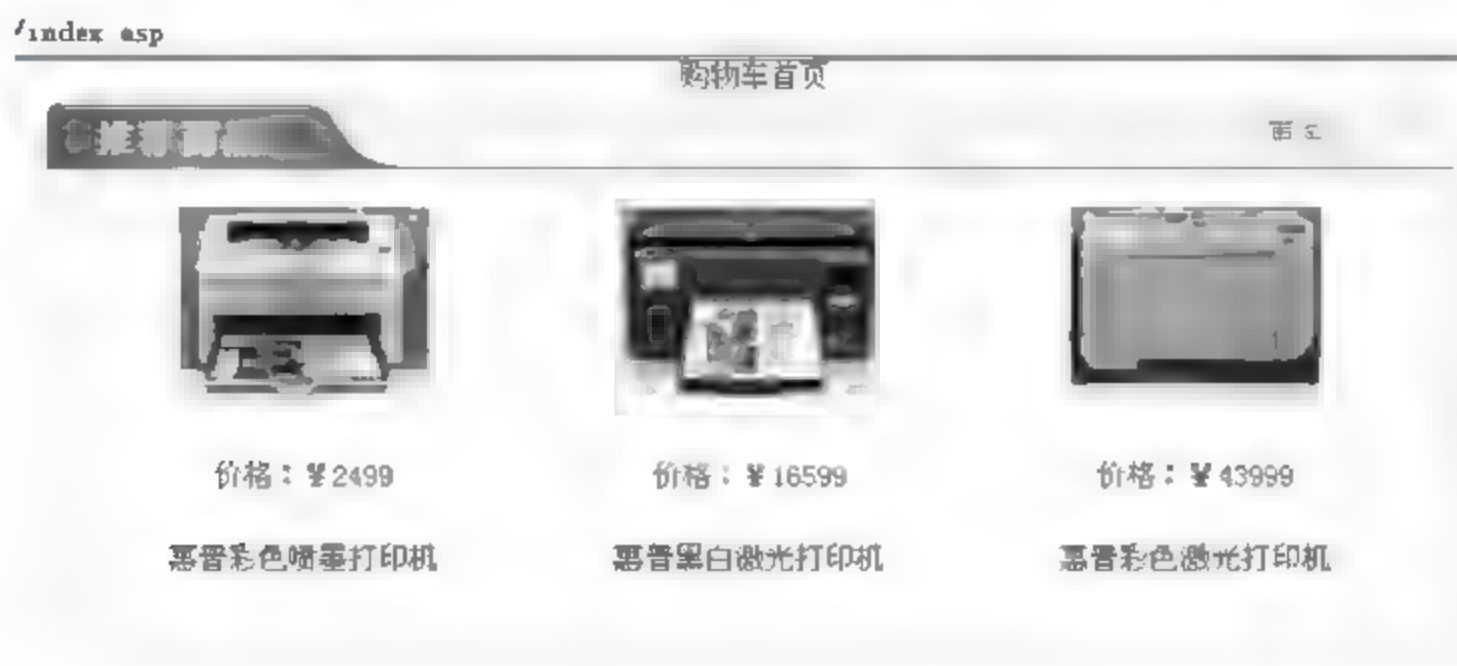 /index asp
购物车首页
价格：￥2499
价格：￥16599
价格：￥43999
惠普彩色喷墨打印机
惠普黑白激光打印机
惠普彩色激光打印机